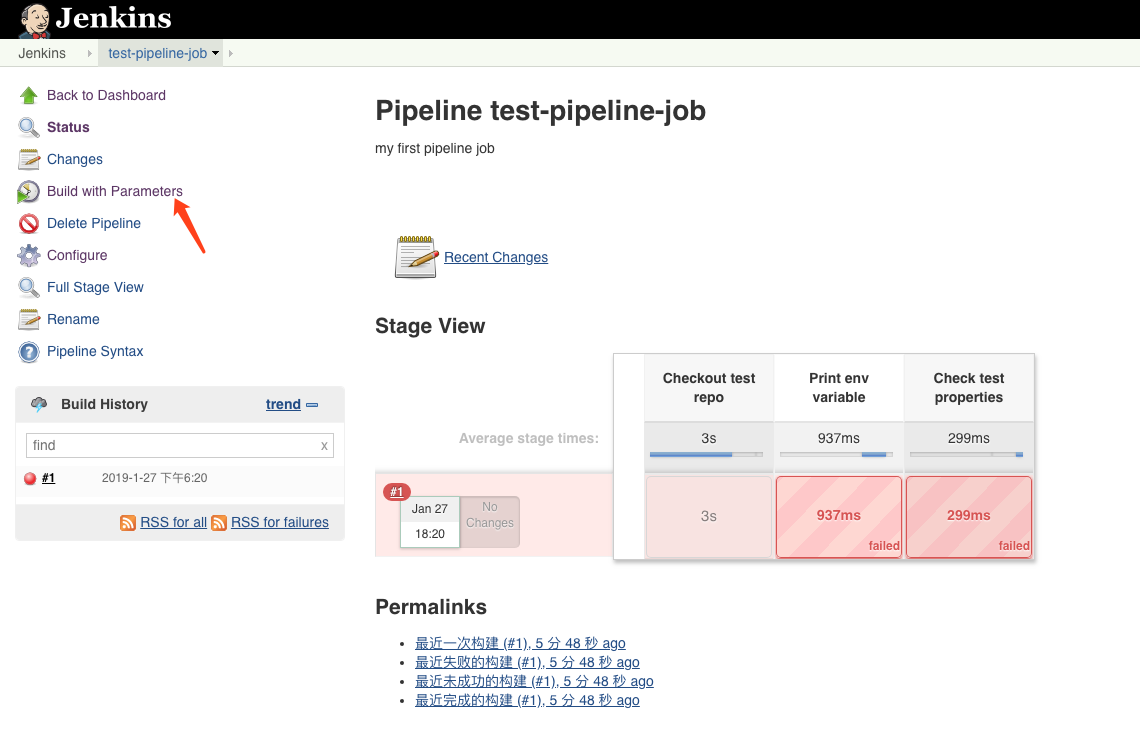 Jenkins
Jenkins
test-pipeline-job
Back to Dashboard
Status
Changes
Build with Parameters
Delete Pipeline
Configure
Full Stage View
Rename
Pipeline Syntax
Build History
trend
find
x
#1
2019-1-27 下午6:20
RSS for all
RSS for failures
Pipeline test-pipeline-job
my first pipeline job
Recent Changes
Stage View
Checkout test
repo
Print env
variable
Check test
properties
Average stage times:
3s
937ms
299ms
#1
Jan 27
18:20
No
Changes
3s
937ms
failed
299ms
failed
Permalinks
最近一次构建 (#1), 5 分 48 秒 ago
最近失败的构建 (#1), 5 分 48 秒 ago
最近未成功的构建 (#1), 5 分 48 秒 ago
最近完成的构建 (#1), 5 分 48 秒 ago